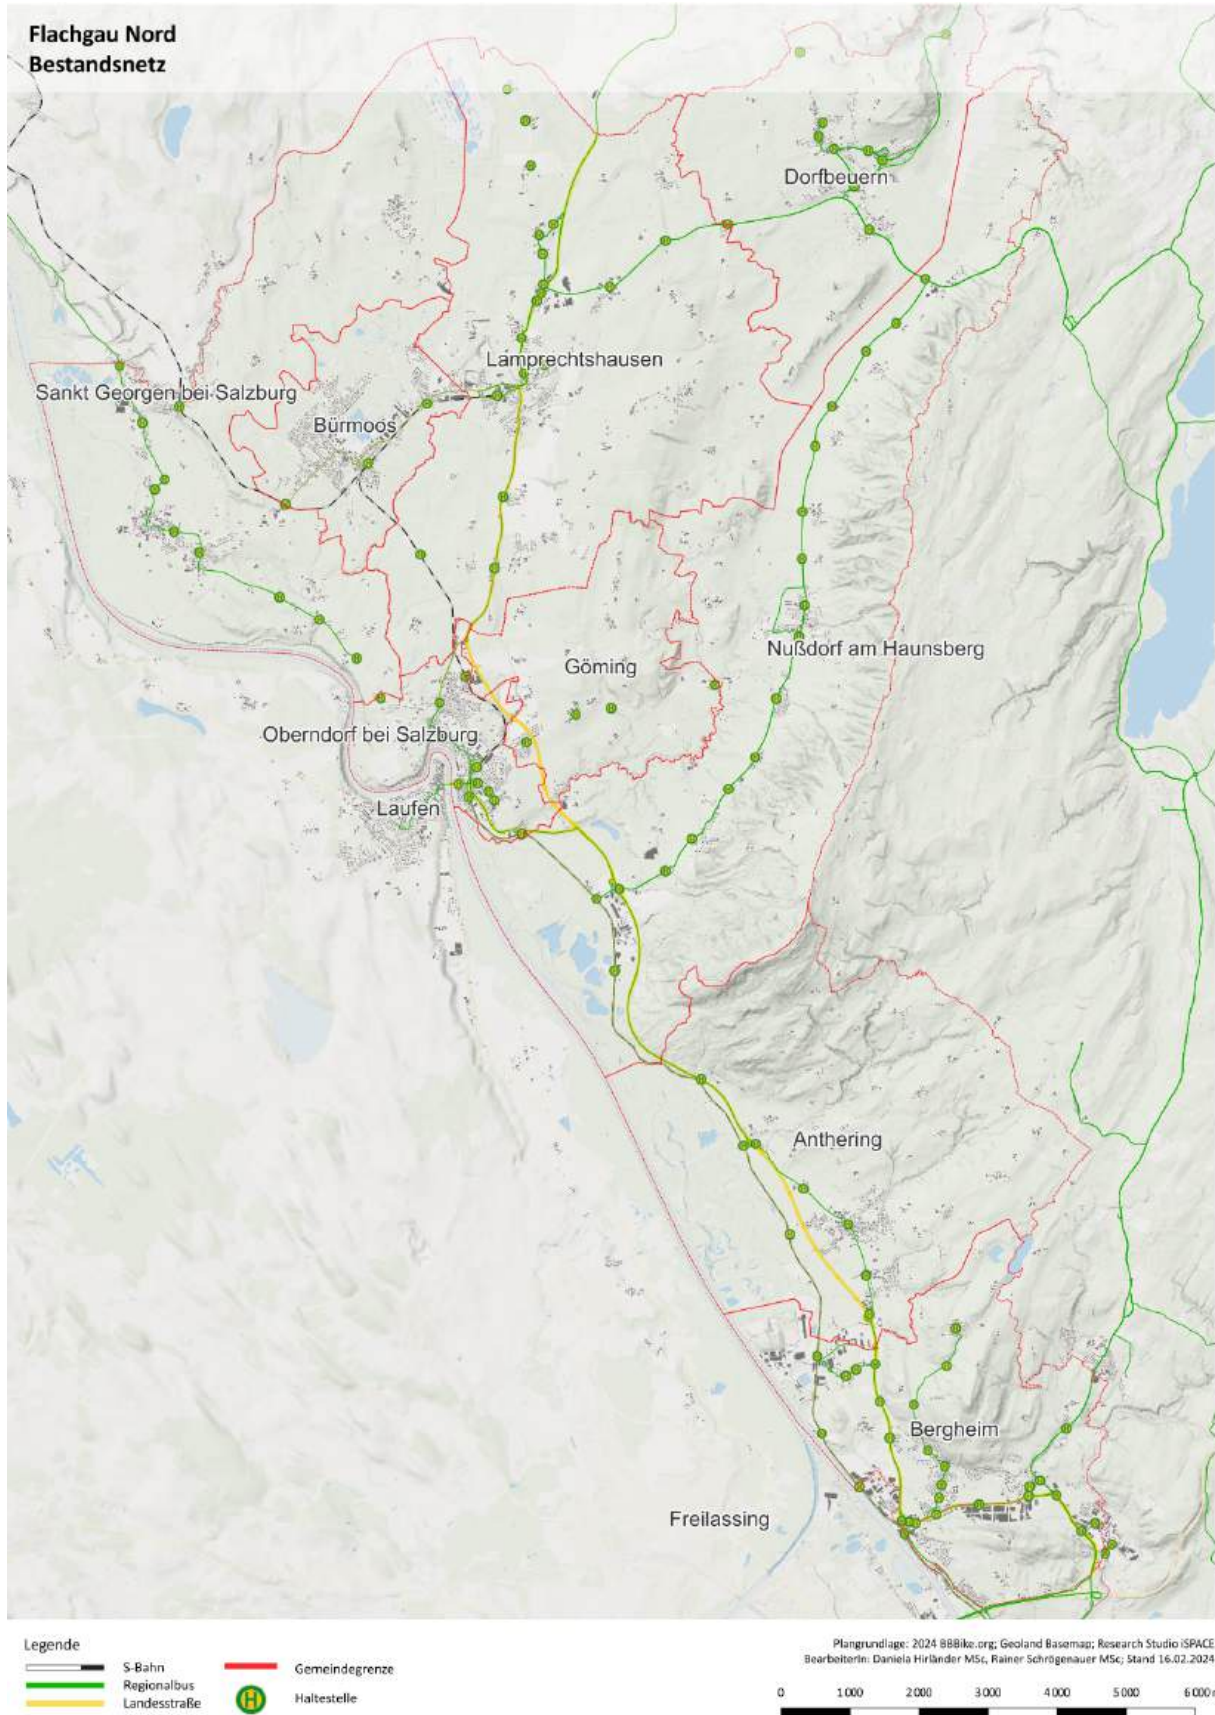 Flachgau Nord
Bestandsnetz
Dorfbeuern
Lamprechtshausen
Sankt Georgen bei Salzburg
Bürmoos
Göming
Nußdorf am Haunsberg
Oberndorf bei Salzburg
Laufen
Anthering
Bergheim
Freilassing
Legende
S-Bahn
Regionalbus
Landesstraße
Gemeindegrenze
H Haltestelle
Plangrundlage: 2024 BBBike.org; Geoland Basemap; Research Studio iSPACE
BearbeiterIn: Daniela Hirländer MSc, Rainer Schrögenauer MSc; Stand 16.02.2024
0 1000 2000 3000 4000 5000 6000